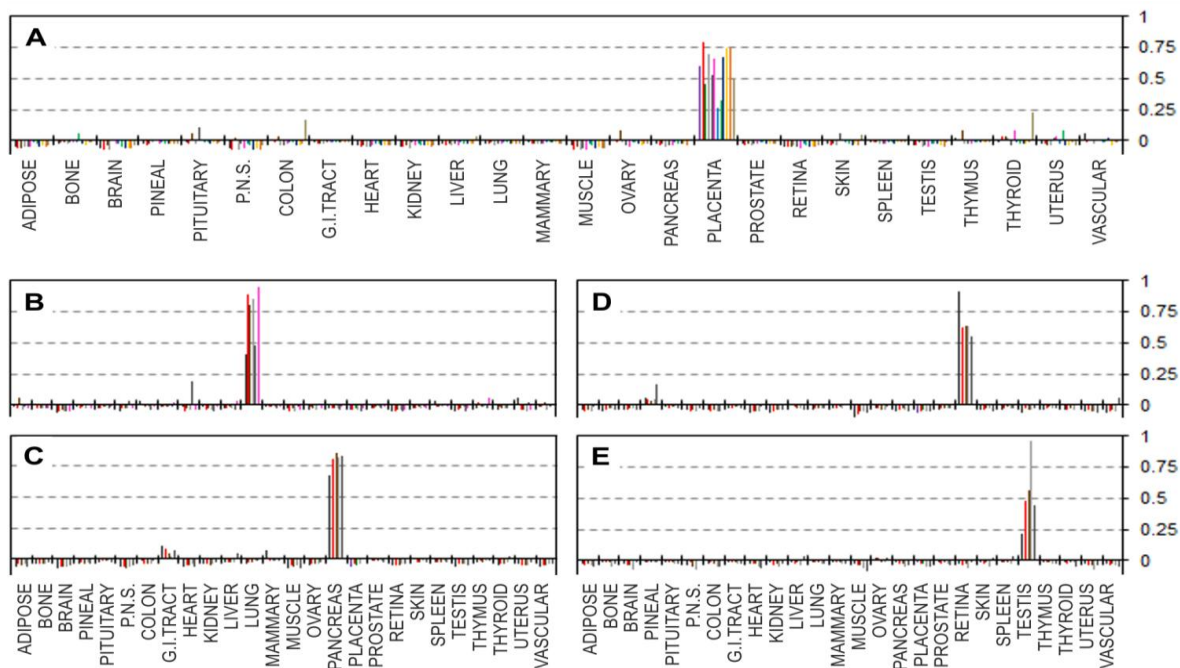 A
1
0.75
0.5
0.25
0
ADIPOSE
BONE
BRAIN
PINEAL
PITUITARY
P.N.S.
COLON
G.I.TRACT
HEART
KIDNEY
LIVER
LUNG
MAMMARY
MUSCLE
OVARY
PANCREAS
PLACENTA
PROSTATE
RETINA
SKIN
SPLEEN
TESTIS
THYMUS
THYROID
UTERUS
VASCULAR
B
D
1
0.75
0.5
0.25
0
C
E
1
0.75
0.5
0.25
0
ADIPOSE
BONE
BRAIN
PINEAL
PITUITARY
P.N.S.
COLON
G.I.TRACT
HEART
KIDNEY
LIVER
LUNG
MAMMARY
MUSCLE
OVARY
PANCREAS
PLACENTA
PROSTATE
RETINA
SKIN
SPLEEN
TESTIS
THYMUS
THYROID
UTERUS
VASCULAR
ADIPOSE
BONE
BRAIN
PINEAL
PITUITARY
P.N.S.
COLON
G.I.TRACT
HEART
KIDNEY
LIVER
LUNG
MAMMARY
MUSCLE
OVARY
PANCREAS
PLACENTA
PROSTATE
RETINA
SKIN
SPLEEN
TESTIS
THYMUS
THYROID
UTERUS
VASCULAR